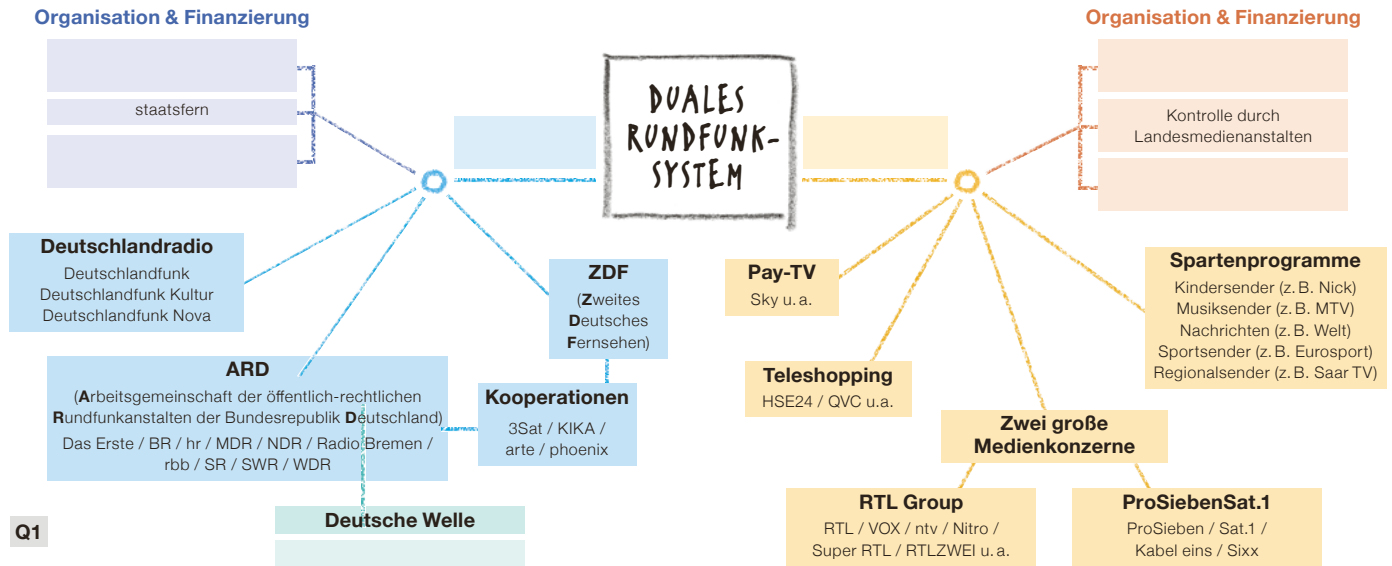 Organisation & Finanzierung
staatsfern
DUALES
RUNDFUNK-
SYSTEM
Organisation & Finanzierung
Kontrolle durch
Landesmedienanstalten
Deutschlandradio
Deutschlandfunk
Deutschlandfunk Kultur
Deutschlandfunk Nova
ZDF
(Zweites
Deutsches
Fernsehen)
ARD
(Arbeitsgemeinschaft der öffentlich-rechtlichen
Rundfunkanstalten der Bundesrepublik Deutschland)
Das Erste / BR / hr / MDR / NDR / Radio Bremen /
rbb / SR / SWR / WDR
Kooperationen
3Sat / KIKA /
arte / phoenix
Deutsche Welle
Pay-TV
Sky u. a.
Teleshopping
HSE24 / QVC u.a.
Spartenprogramme
Kindersender (z. B. Nick)
Musiksender (z. B. MTV)
Nachrichten (z. B. Welt)
Sportsender (z. B. Eurosport)
Regionalsender (z. B. Saar TV)
Zwei große
Medienkonzerne
RTL Group
RTL / VOX / ntv / Nitro /
Super RTL / RTLZWEI u. a.
ProSiebenSat.1
ProSieben / Sat.1 /
Kabel eins / Sixx
Q1